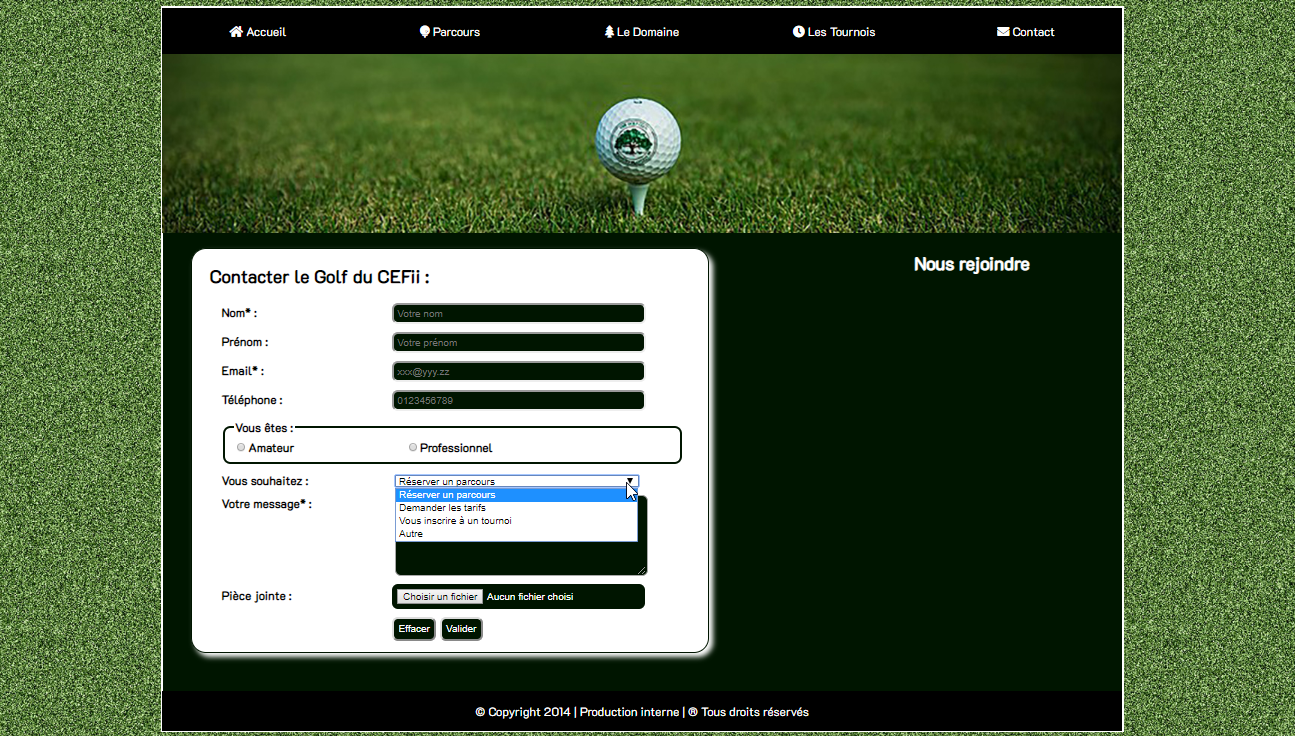 Accueil Parcours Le Domaine Les Tournois Contact
Contacter le Golf du CEFii :
Nous rejoindre
Nom* : Votre nom
Prénom : Votre prénom
Email* : xxx@yyy.zz
Téléphone : 0123456789
Vous êtes :
Amateur Professionnel
Vous souhaitez : Réserver un parcours
Réserver un parcours
Votre message* :
Demander les tarifs
Vous inscrire à un tournoi
Autre
Pièce jointe : Choisir un fichier Aucun fichier choisi
Effacer Valider
© Copyright 2014 | Production interne | ® Tous droits réservés